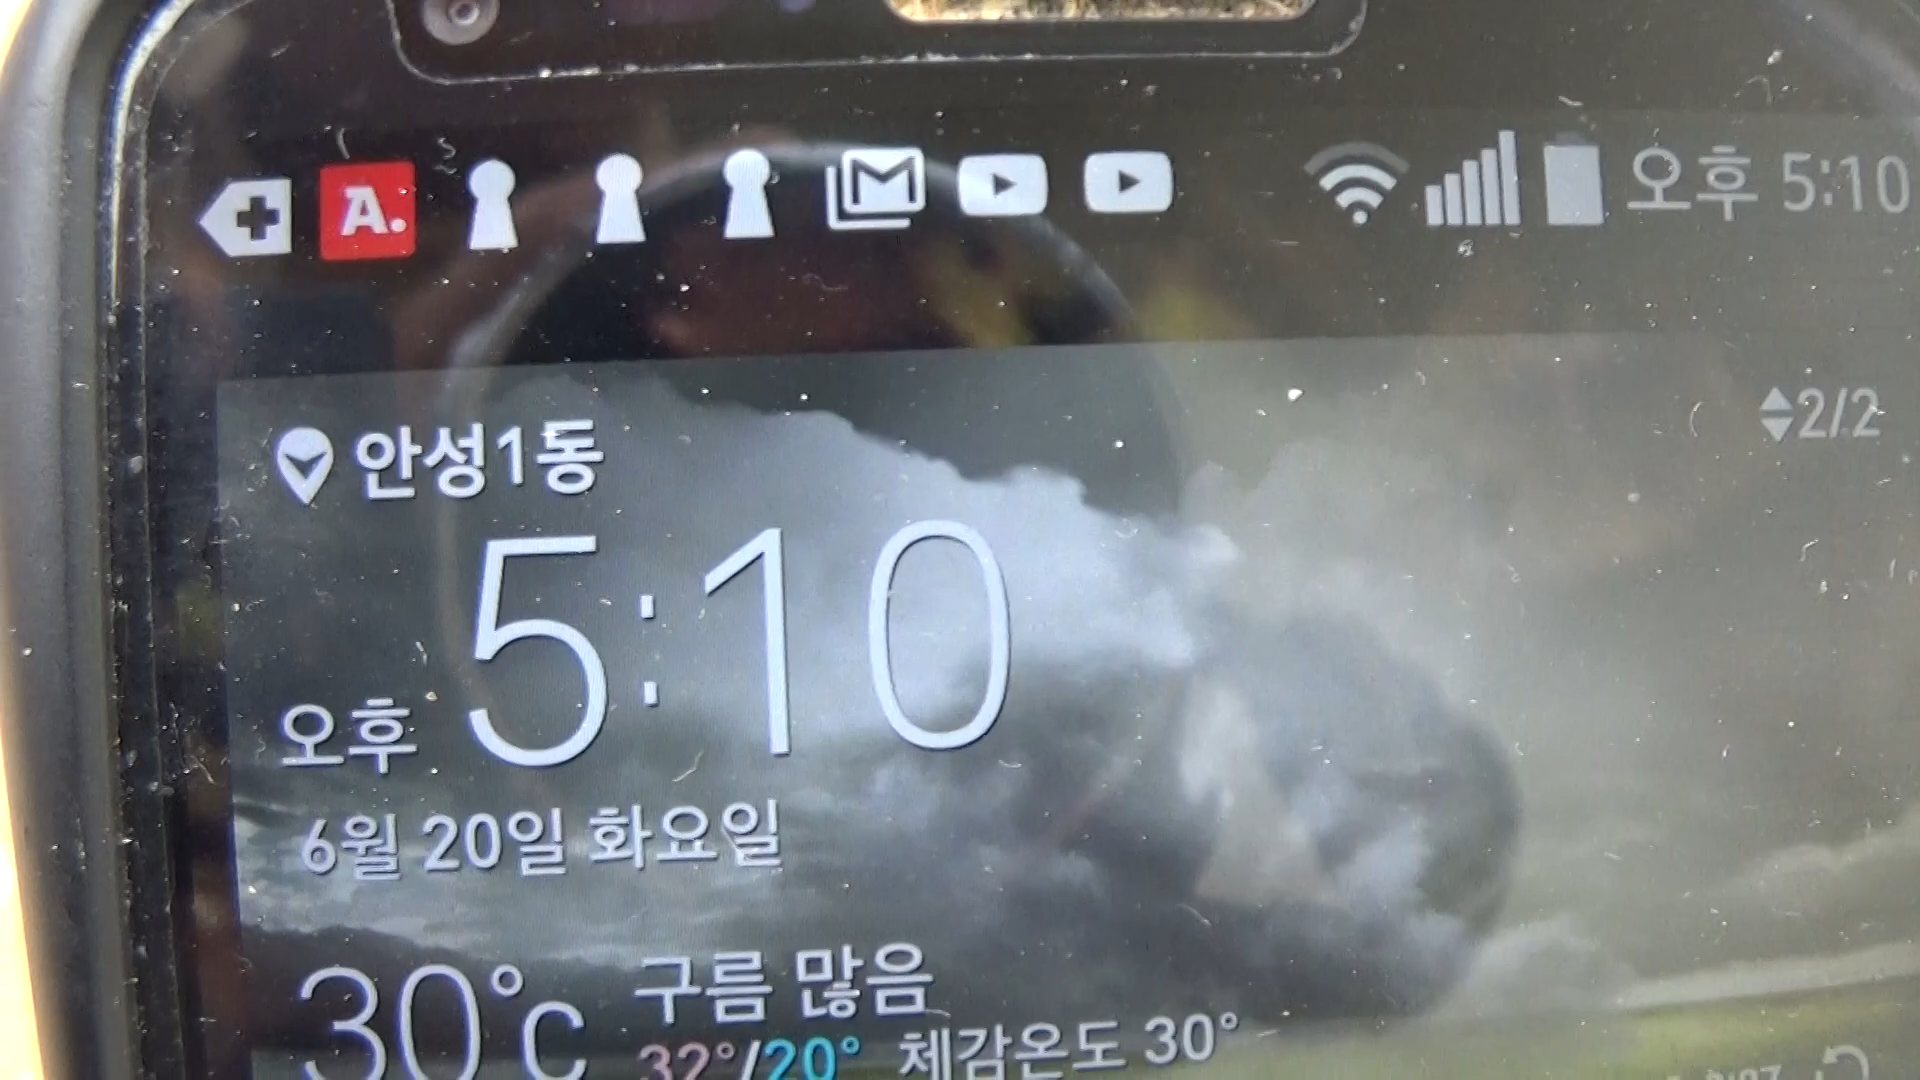 A.
오후 5:10
2/2
안성1동
오후 5:10
6월 20일 화요일
30°c 구름 많음
32°/20° 체감온도 30°